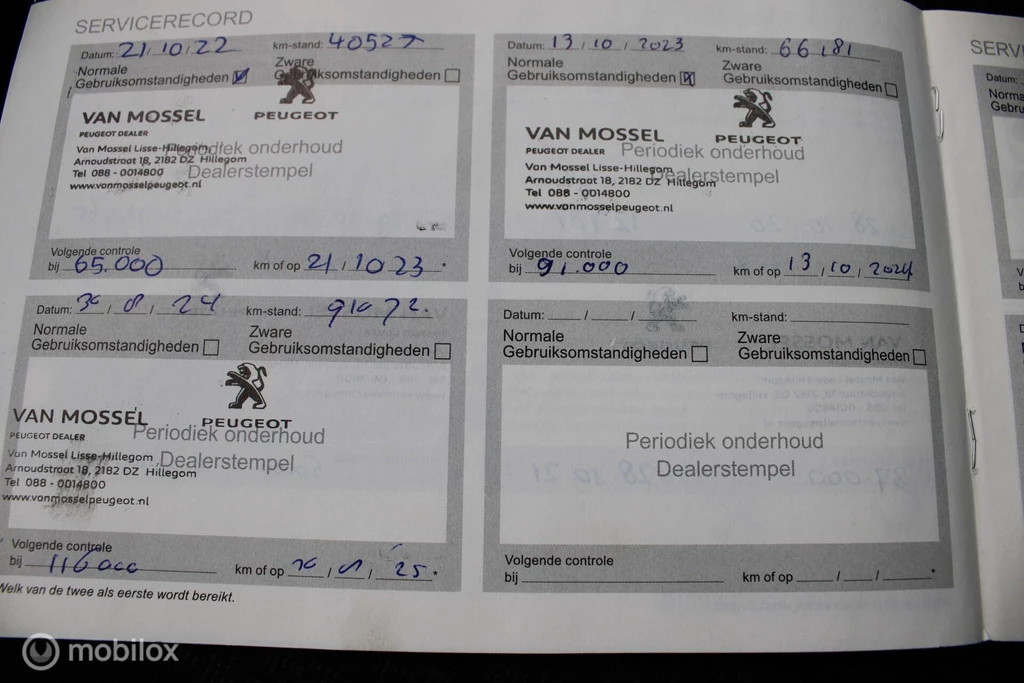 SERVICERECORD
Datum: 21/10/22 km-stand: 40527
Normale Zware
Gebruiksomstandigheden Gebruiksomstandigheden
PEUGEOT
VAN MOSSEL
PEUGEOT DEALER
Periodiek onderhoud
Van Mossel Lisse-Hillegom
Arnoudstraat 18, 2182 DZ Hillegom
Dealerstempel
Tel 088 - 0014800
www.vanmosselpeugeot.nl
Volgende controle
bij 65.000 km of op 21/10 23 *
Datum: 13/10/2023 km-stand: 66181
Normale Zware
Gebruiksomstandigheden Gebruiksomstandigheden
PEUGEOT
VAN MOSSEL
PEUGEOT DEALER
Periodiek onderhoud
Van Mossel Lisse-Hillegom
Arnoudstraat 18, 2182 DZ Hillegom
Dealerstempel
Tel 088 - 0014800
www.vanmosselpeugeot.nl
Volgende controle
bij 91.000 km of op 13/10/2024 *
Datum: / / 24 km-stand:
Normale Zware
Gebruiksomstandigheden Gebruiksomstandigheden
PEUGEOT
VAN MOSSEL
PEUGEOT DEALER
Periodiek onderhoud
Van Mossel Lisse-Hillegom
Arnoudstraat 18, 2182 DZ Hillegom
Dealerstempel
Tel 088 - 0014800
www.vanmosselpeugeot.nl
Volgende controle
bij 116000 km of op / / 25 *
Datum: / / km-stand:
Normale Zware
Gebruiksomstandigheden Gebruiksomstandigheden
Periodiek onderhoud
Dealerstempel
Volgende controle
bij km of op / / *
Welk van de twee als eerste wordt bereikt.
SERVI
Datum:
Norma
Gebru
mobilox